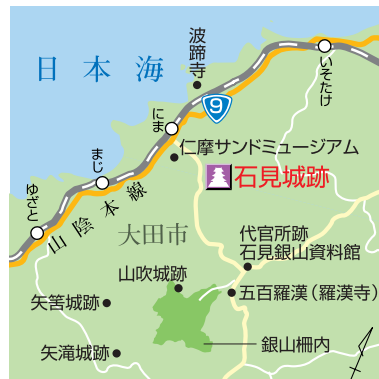 日本海
波蹄寺
いそたけ
9
にま
仁摩サンドミュージアム
石見城跡
まじ
ゆざと
山陰本線
大田市
代官所跡
石見銀山資料館
山吹城跡
五百羅漢（羅漢寺）
矢筈城跡
銀山柵内
矢滝城跡